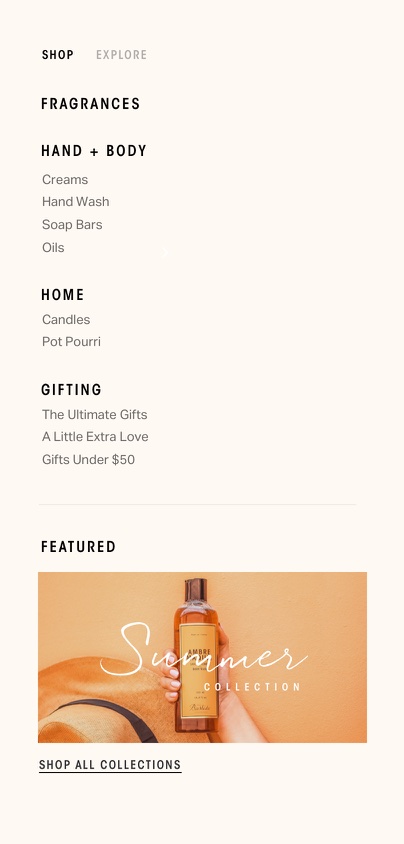 SHOP EXPLORE
FRAGRANCES
HAND + BODY
Creams
Hand Wash
Soap Bars
Oils
HOME
Candles
Pot Pourri
GIFTING
The Ultimate Gifts
A Little Extra Love
Gifts Under $50
FEATURED
AMBRE
Summer
COLLECTION
SHOP ALL COLLECTIONS